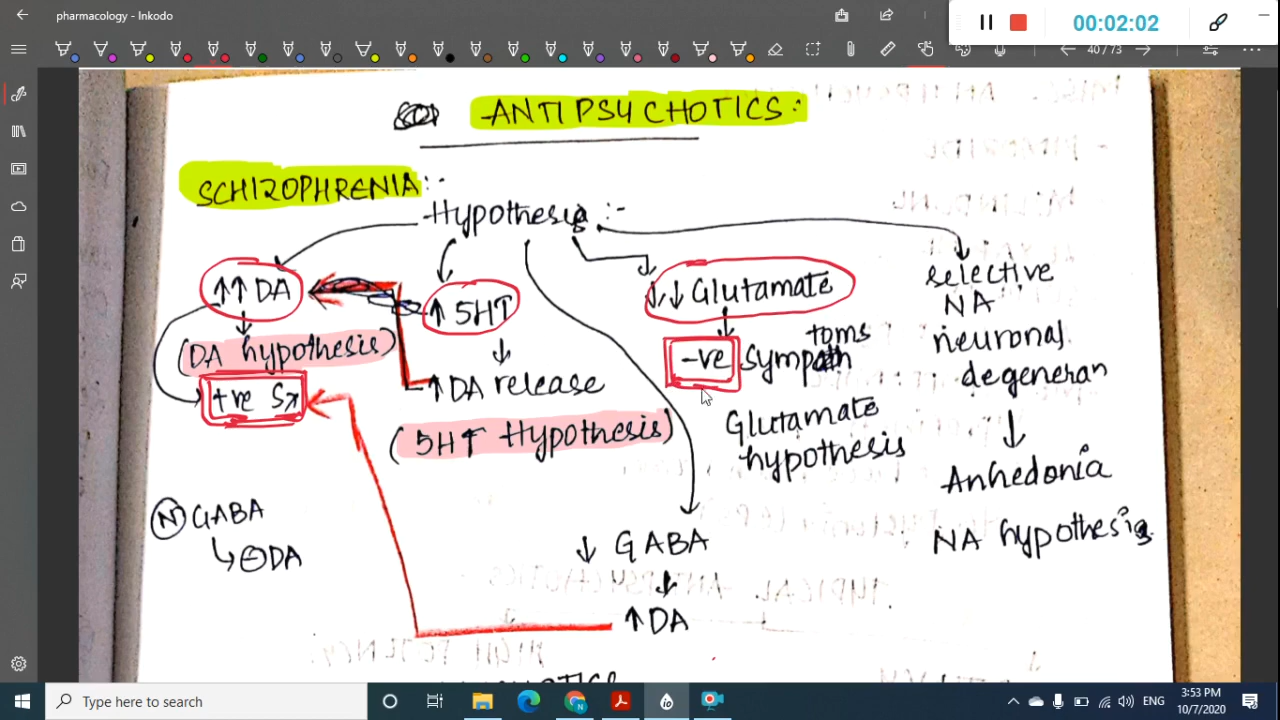 pharmacology - Inkodo
00:02:02
40 / 73
-ANTIPSYCHOTICS:-
SCHIZOPHRENIA:-
Hypothesis :-
↑↑ DA
(DA hypothesis)
+ve Sx
↑ 5HT
↑ DA release
(5HT Hypothesis)
↓↓ Glutamate
-ve Symptoms
Glutamate
hypothesis
selective
NA
neuronal
degeneran
Anhedonia
NA hypothesis
Ⓝ GABA
⊖DA
↓ GABA
↑ DA
Type here to search
ENG
3:53 PM
10/7/2020